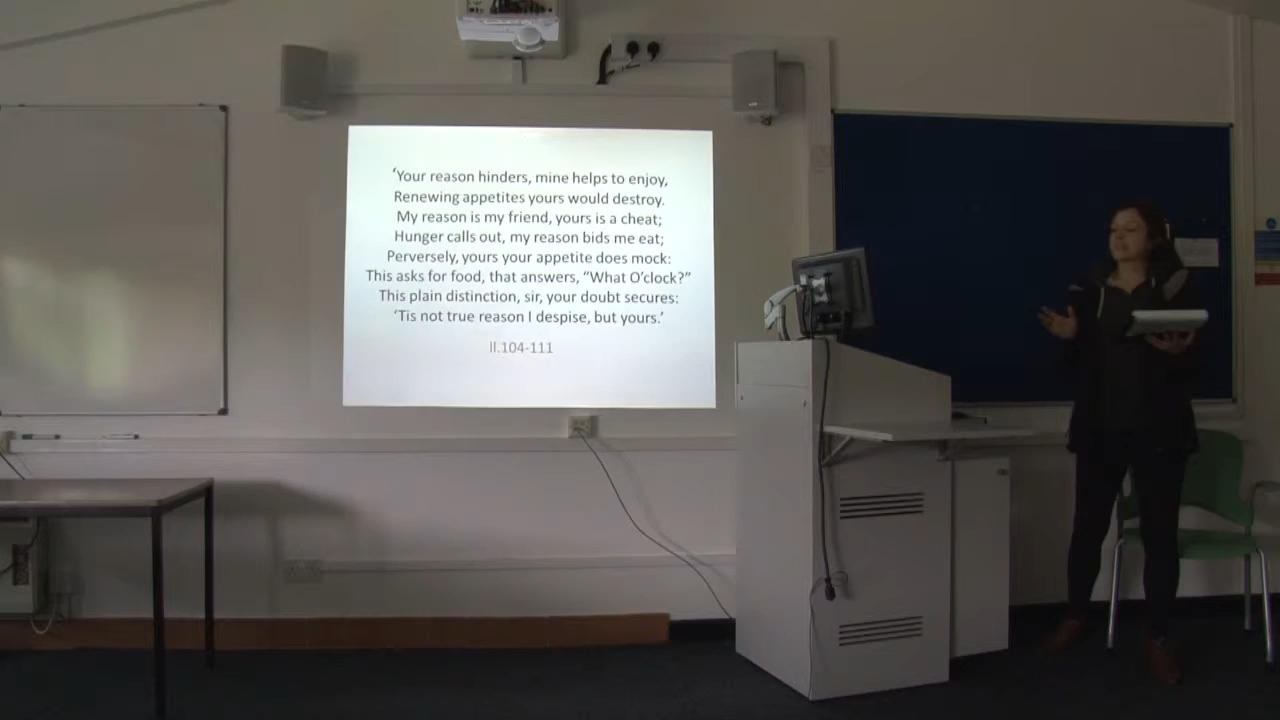 ‘Your reason hinders, mine helps to enjoy,
Renewing appetites yours would destroy.
My reason is my friend, yours is a cheat;
Hunger calls out, my reason bids me eat;
Perversely, yours your appetite does mock:
This asks for food, that answers, “What O’clock?”
This plain distinction, sir, your doubt secures:
‘Tis not true reason I despise, but yours.’
ll.104-111